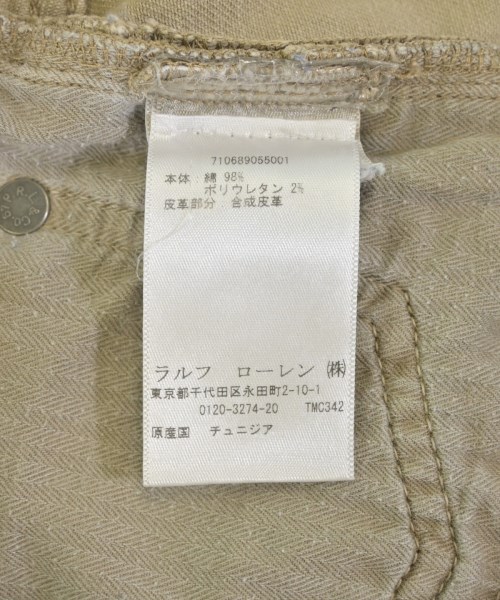 710689055001
本体：綿 98%
ポリウレタン 2%
皮革部分：合成皮革
ラルフ ローレン ㈱
東京都千代田区永田町2-10-1
0120-3274-20 TMC342
原産国 チュニジア